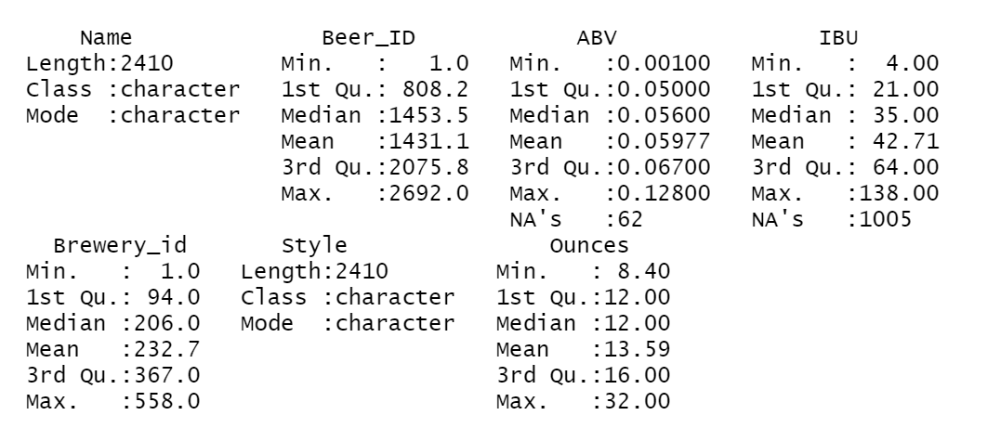 Name              Beer_ID            ABV               IBU
Length:2410        Min.   :   1.0   Min.   :0.00100   Min.   :  4.00
Class :character   1st Qu.: 808.2   1st Qu.:0.05000   1st Qu.: 21.00
Mode  :character   Median :1453.5   Median :0.05600   Median : 35.00
                   Mean   :1431.1   Mean   :0.05977   Mean   : 42.71
                   3rd Qu.:2075.8   3rd Qu.:0.06700   3rd Qu.: 64.00
                   Max.   :2692.0   Max.   :0.12800   Max.   :138.00
                                    NA's   :62        NA's   :1005
  Brewery_id       Style               Ounces
Min.   :  1.0   Length:2410        Min.   : 8.40
1st Qu.: 94.0   Class :character   1st Qu.:12.00
Median :206.0   Mode  :character   Median :12.00
Mean   :232.7                      Mean   :13.59
3rd Qu.:367.0                      3rd Qu.:16.00
Max.   :558.0                      Max.   :32.00